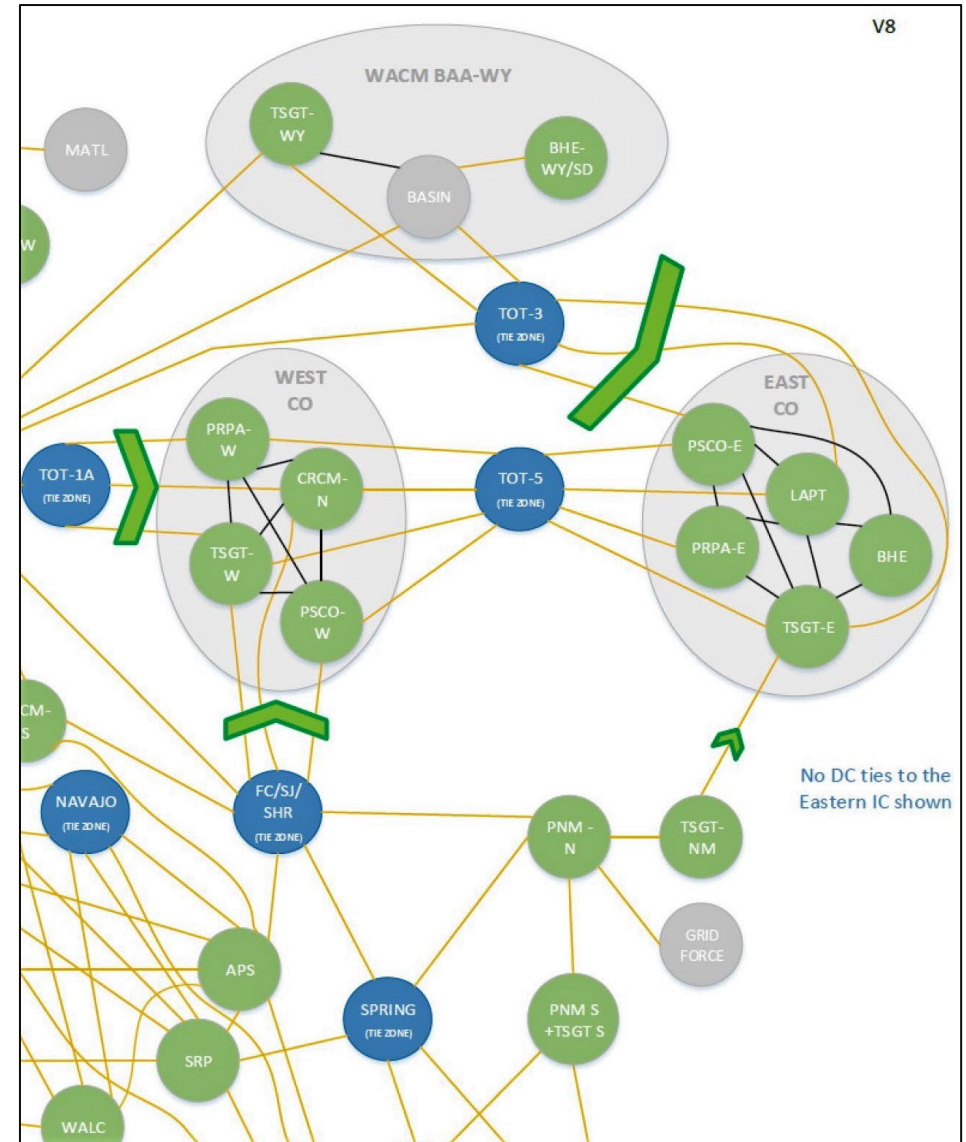 V8
WACM BAA-WY
TSGT-
WY
BHE-
WY/SD
MATL
BASIN
W
TOT-3
(TIE ZONE)
WEST
CO
EAST
CO
PRPA-
W
PSCO-E
TOT-1A
(TIE ZONE)
CRCM-
N
TOT-5
(TIE ZONE)
LAPT
TSGT-
W
PRPA-E
BHE
PSCO-
W
TSGT-E
CM-
S
No DC ties to the
Eastern IC shown
NAVAJO
(TIE ZONE)
FC/SJ/
SHR
(TIE ZONE)
PNM -
N
TSGT-
NM
GRID
FORCE
APS
SPRING
(TIE ZONE)
PNM S
+TSGT S
SRP
WALC